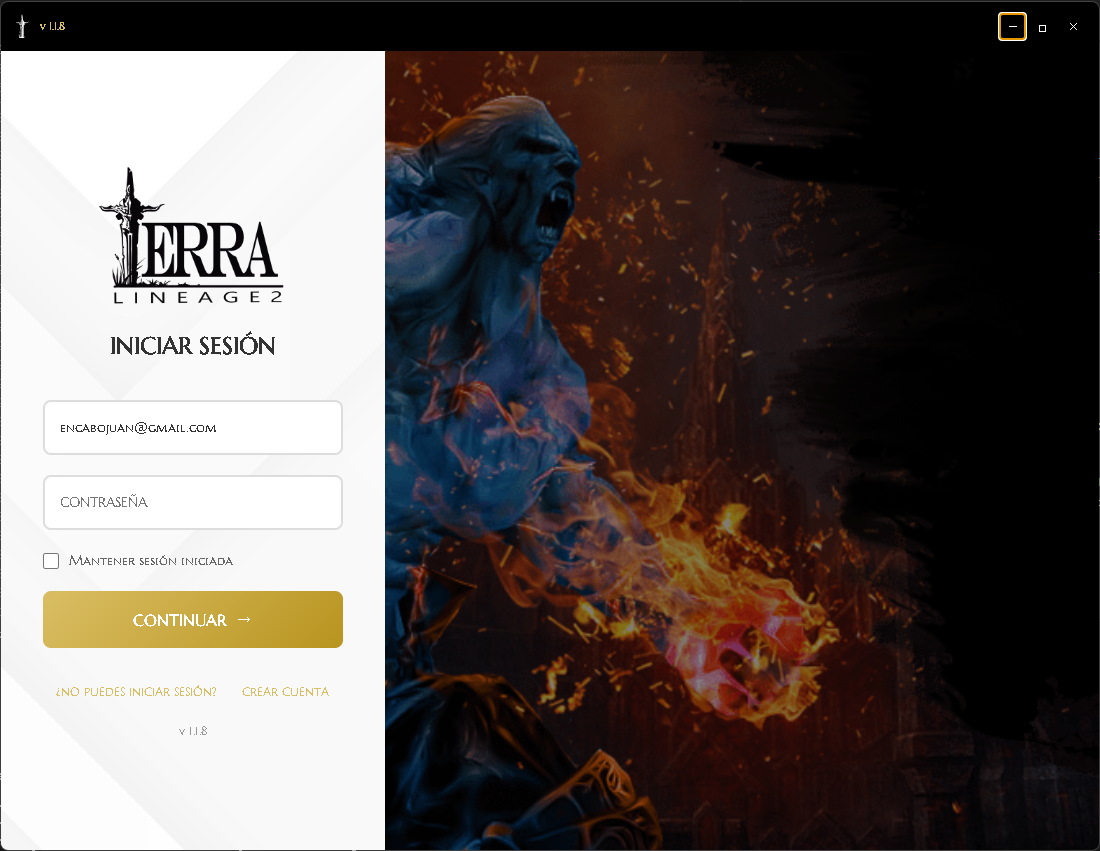 v 1.1.8
TERRA
LINEAGE2
INICIAR SESIÓN
encabojuan@gmail.com
CONTRASEÑA
Mantener sesión iniciada
CONTINUAR →
¿NO PUEDES INICIAR SESIÓN? CREAR CUENTA
v 1.1.8